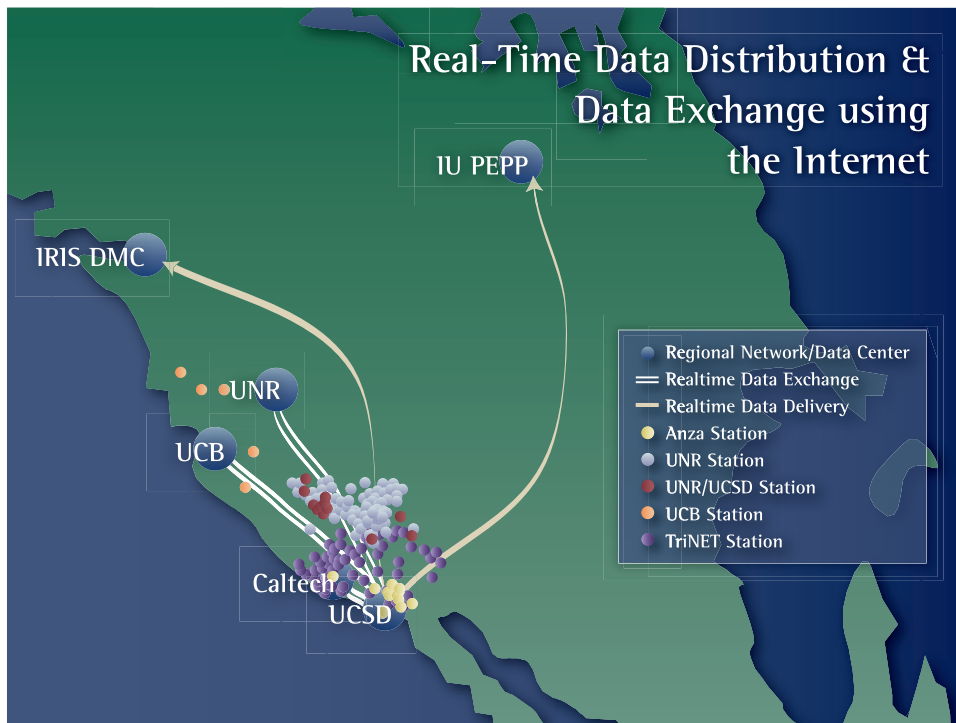 Real-Time Data Distribution &
Data Exchange using
the Internet
IU PEPP
IRIS DMC
UNR
UCB
Caltech
UCSD
Regional Network/Data Center
Realtime Data Exchange
Realtime Data Delivery
Anza Station
UNR Station
UNR/UCSD Station
UCB Station
TriNET Station